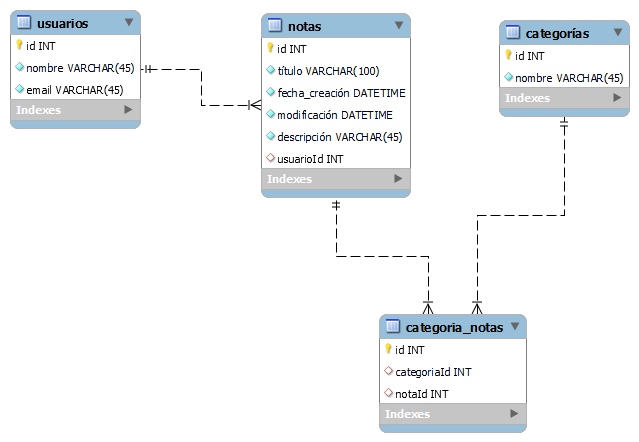 usuarios
id INT
nombre VARCHAR(45)
email VARCHAR(45)
Indexes
notas
id INT
título VARCHAR(100)
fecha_creación DATETIME
modificación DATETIME
descripción VARCHAR(45)
usuarioId INT
Indexes
categorías
id INT
nombre VARCHAR(45)
Indexes
categoria_notas
id INT
categoriaId INT
notaId INT
Indexes